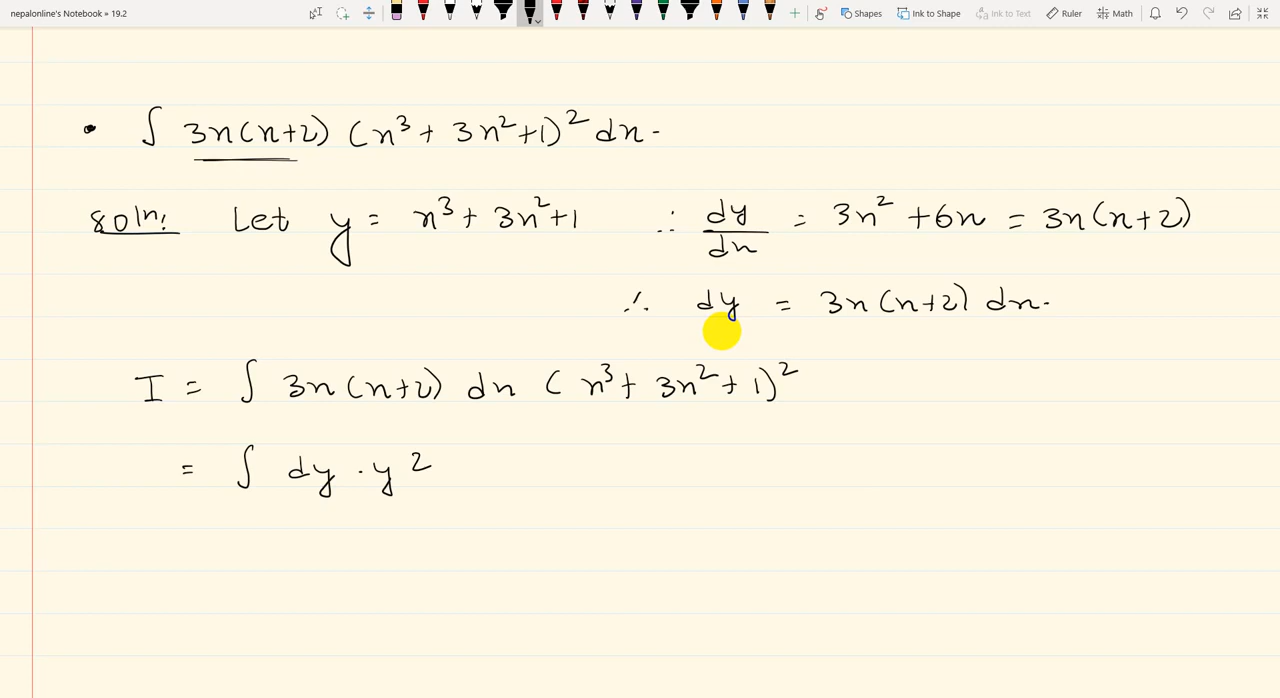 nepalonline's Notebook » 19.2
Shapes Ink to Shape Ink to Text Ruler Math
• ∫ 3x(x+2) (x³ + 3x² + 1)² dx.
Soln: Let y = x³ + 3x² + 1 ∴ dy/dx = 3x² + 6x = 3x(x+2)
∴ dy = 3x(x+2) dx.
I = ∫ 3x(x+2) dx (x³ + 3x² + 1)²
= ∫ dy . y²